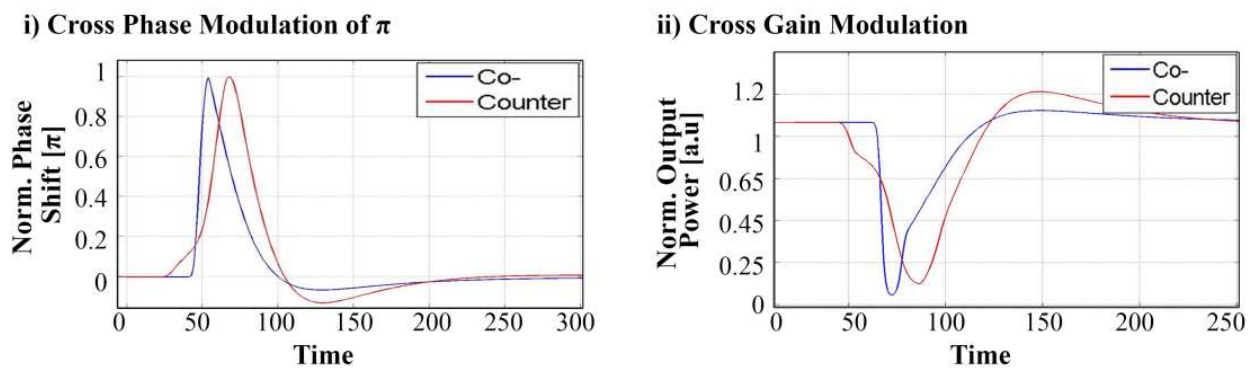 i) Cross Phase Modulation of π
Norm. Phase
Shift [π]
1
0.8
0.6
0.4
0.2
0
Co-
Counter
0
50
100
150
200
250
300
Time
ii) Cross Gain Modulation
Norm. Output
Power [a.u]
1.2
1
0.65
0.45
0.25
0
Co-
Counter
0
50
100
150
200
250
Time